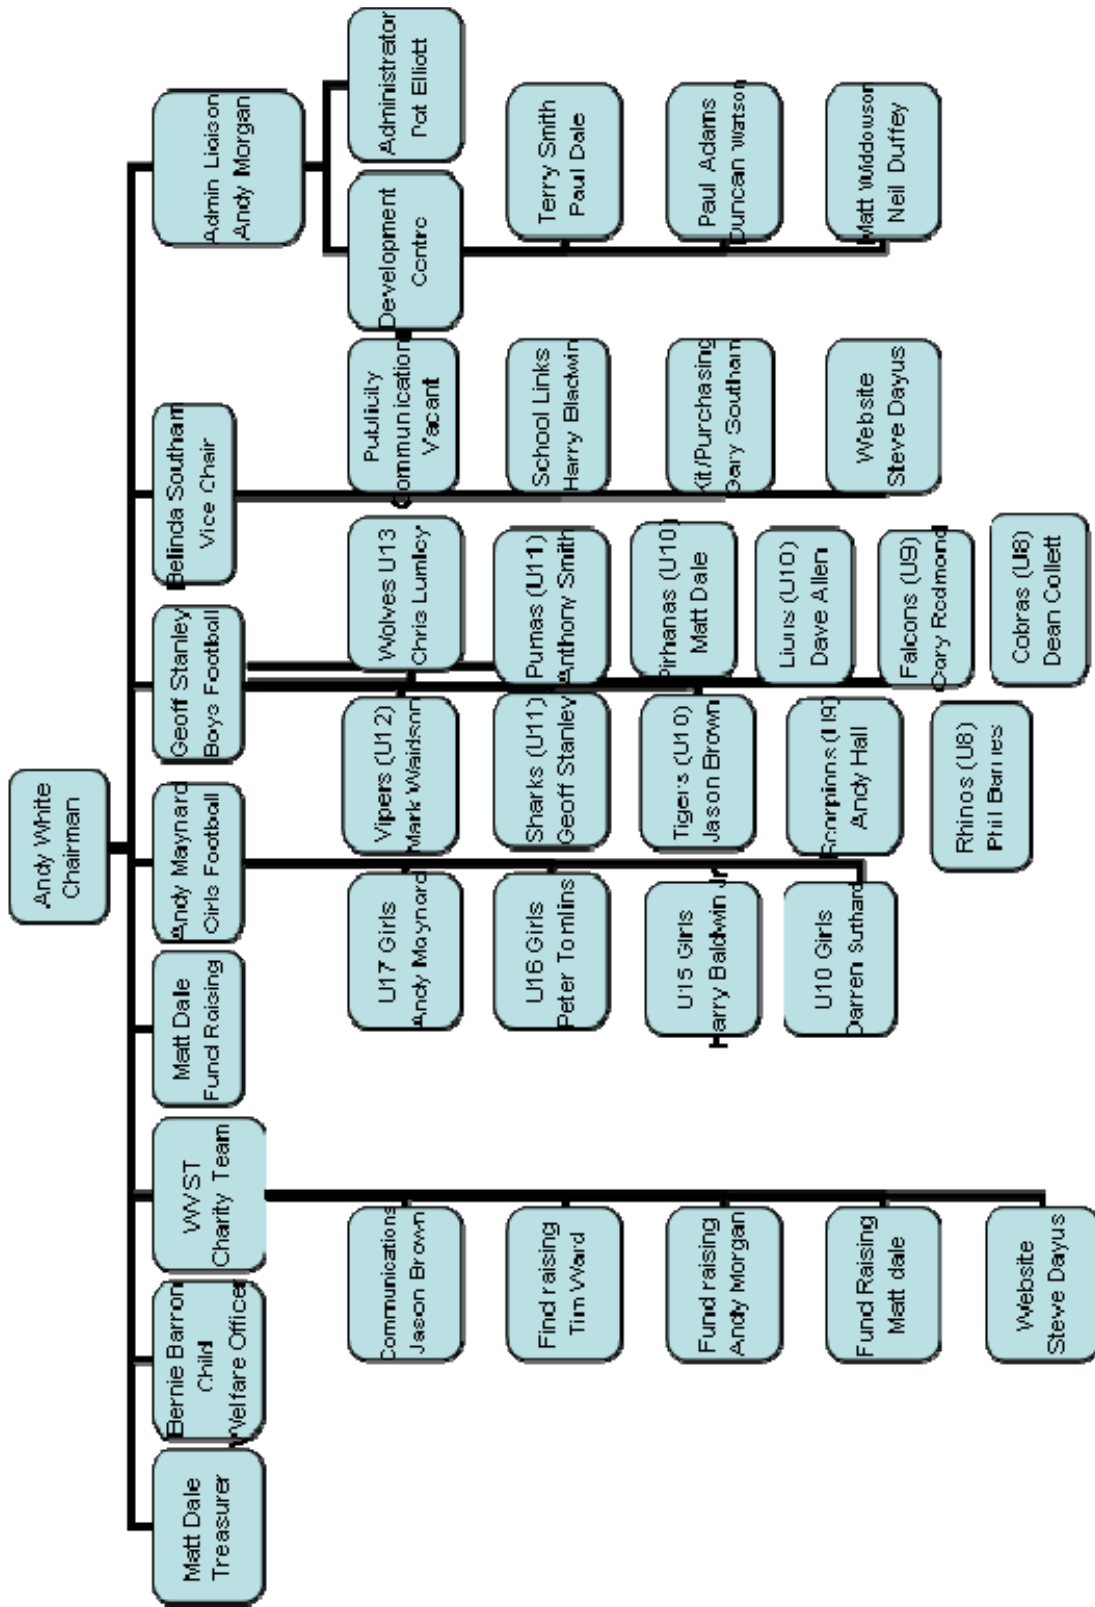 Andy White
Chairman
Matt Dale
Treasurer
Bernie Barron
Child
Welfare Officer
WVST
Charity Team
Matt Dale
Fund Raising
Andy Maynard
Girls Football
Geoff Stanley
Boys Football
Belinda Southam
Vice Chair
Admin Liaison
Andy Morgan
Communications
Jason Brown
Find raising
Tim Ward
Fund raising
Andy Morgan
Fund Raising
Matt dale
Website
Steve Dayus
U17 Girls
Andy Maynard
U16 Girls
Peter Tomlins
U15 Girls
Harry Baldwin Jr
U10 Girls
Darren Suthard
Vipers (U12)
Mark
Sharks (U11)
Geoff Stanley
Tigers (U10)
Jason Brown
Scorpions (U9)
Andy Hall
Rhinos (U8)
Phil Barnes
Wolves U13
Chris Lumley
Pumas (U11)
Anthony Smith
Pirhanas (U10)
Matt Dale
Lions (U10)
Dave Allen
Falcons (U9)
Gary Redmond
Cobras (U8)
Dean Collett
Publicity
Communication
Vacant
School Links
Harry Bladwin
Kit/Purchasing
Gary Southam
Website
Steve Dayus
Development
Centre
Terry Smith
Paul Dale
Paul Adams
Duncan Watson
Matt Widdowson
Neil Duffey
Administrator
Pat Elliott